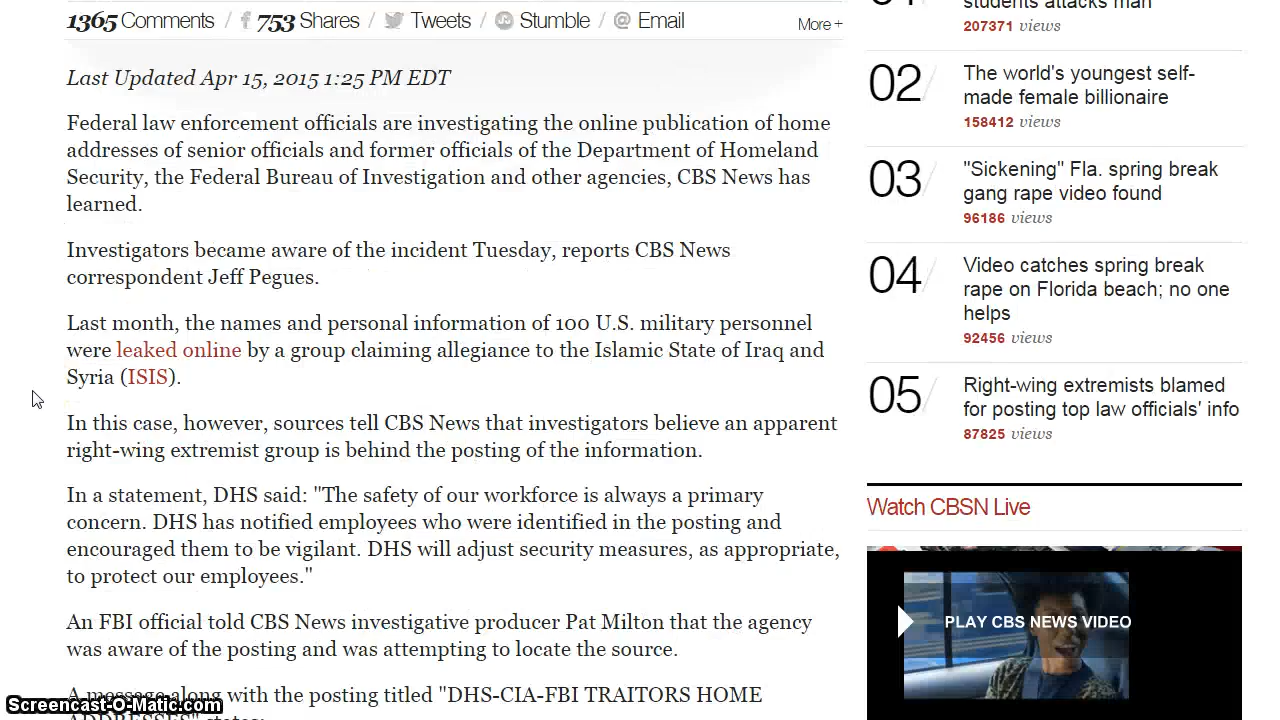 1365 Comments / 753 Shares / Tweets / Stumble / @ Email More +
Last Updated Apr 15, 2015 1:25 PM EDT
Federal law enforcement officials are investigating the online publication of home
addresses of senior officials and former officials of the Department of Homeland
Security, the Federal Bureau of Investigation and other agencies, CBS News has
learned.
Investigators became aware of the incident Tuesday, reports CBS News
correspondent Jeff Pegues.
Last month, the names and personal information of 100 U.S. military personnel
were leaked online by a group claiming allegiance to the Islamic State of Iraq and
Syria (ISIS).
In this case, however, sources tell CBS News that investigators believe an apparent
right-wing extremist group is behind the posting of the information.
In a statement, DHS said: "The safety of our workforce is always a primary
concern. DHS has notified employees who were identified in the posting and
encouraged them to be vigilant. DHS will adjust security measures, as appropriate,
to protect our employees."
An FBI official told CBS News investigative producer Pat Milton that the agency
was aware of the posting and was attempting to locate the source.
A message along with the posting titled "DHS-CIA-FBI TRAITORS HOME
ADDRESSES" states:
Screencast-O-Matic.com
students attacks man
207371 views
02/
The world's youngest self-
made female billionaire
158412 views
03/
"Sickening" Fla. spring break
gang rape video found
96186 views
04/
Video catches spring break
rape on Florida beach; no one
helps
92456 views
05/
Right-wing extremists blamed
for posting top law officials' info
87825 views
Watch CBSN Live
PLAY CBS NEWS VIDEO